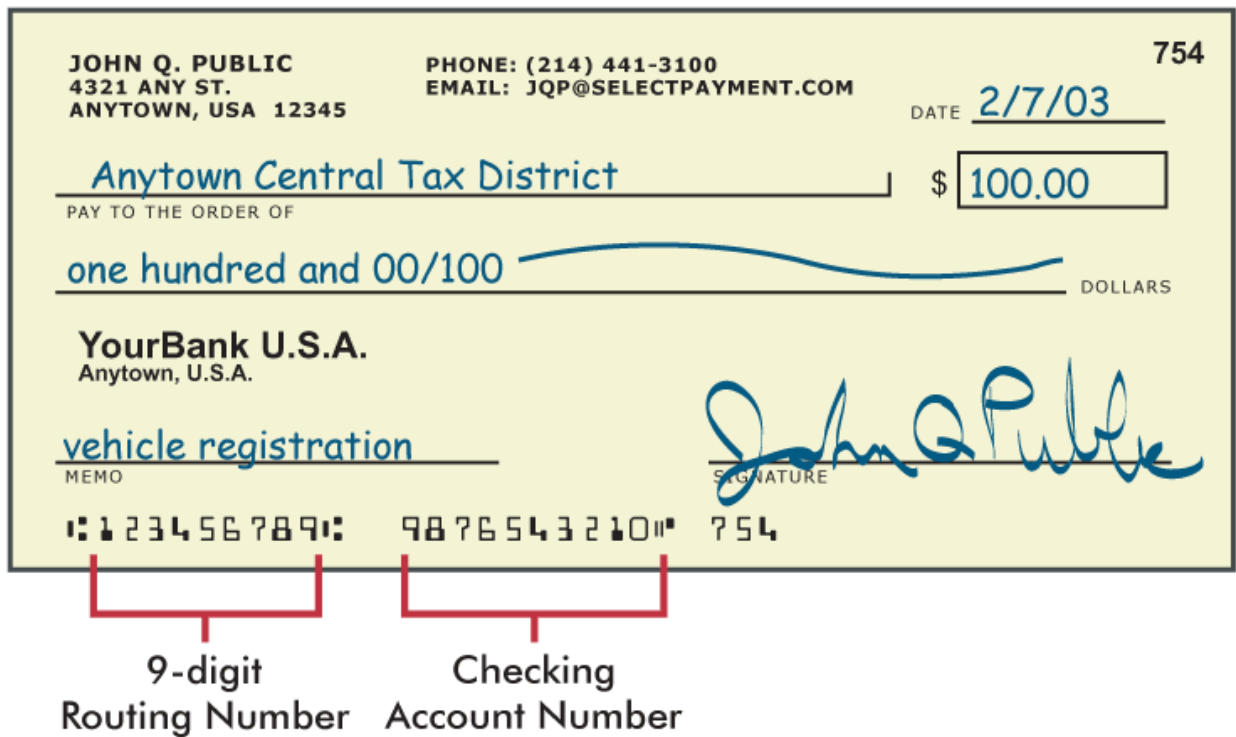 754
JOHN Q. PUBLIC
4321 ANY ST.
ANYTOWN, USA 12345
PHONE: (214) 441-3100
EMAIL: JQP@SELECTPAYMENT.COM
DATE 2/7/03
Anytown Central Tax District
$ 100.00
PAY TO THE ORDER OF
one hundred and 00/100
DOLLARS
YourBank U.S.A.
Anytown, U.S.A.
vehicle registration
MEMO
John Q Public
SIGNATURE
⑆123456789⑆ 9876543210⑈ 754
9-digit
Routing Number
Checking
Account Number